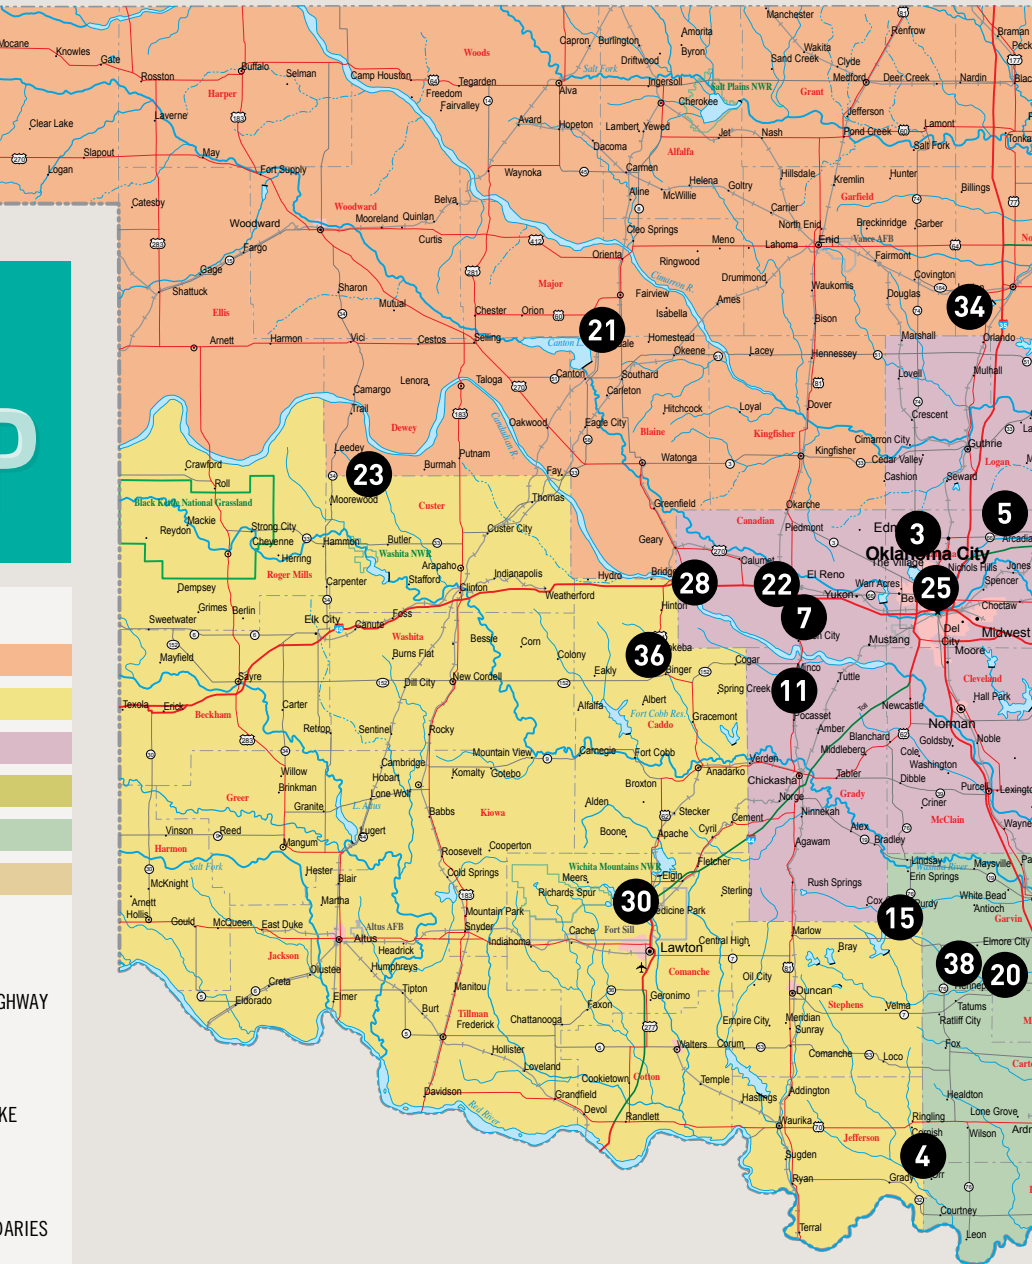 Manchester
Mocane
Knowles
Gate
Rosston
Buffalo
Selman
Harper
Laverne
Clear Lake
Slapout
Logan
May
Fort Supply
Catesby
Camp Houston
Freedom
Fairvalley
Woods
Tegarden
Capron
Burlington
Driftwood
Amorita
Byron
Salt Fork
Alva
Ingersoll
Cherokee
Salt Plains NWR
Sand Creek
Wakita
Clyde
Medford
Renfrow
Deer Creek
Nardin
Braman
Grant
Jefferson
Pond Creek
Lamont
Salt Fork
Avard
Hopeton
Lambert
Yewed
Jet
Nash
Dacoma
Alfalfa
Waynoka
Carmen
Aline
McWillie
Helena
Goltry
Hillsdale
Kremlin
Hunter
Billings
Carrier
Garfield
Woodward
Woodward
Mooreland
Quinlan
Belva
Curtis
Cleo Springs
North Enid
Breckinridge
Garber
Fargo
Gage
Shattuck
Orienta
Meno
Lahoma
Enid
Vance AFB
Fairmont
Ringwood
Cimarron R.
Drummond
Waukomis
Covington
Douglas
Sharon
Mutual
Major
Fairview
Isabella
Ames
Ellis
Chester
Orion
Bison
34
21
Arnett
Harmon
Vici
Cestos
Seiling
Canton L.
Homestead
Okeene
Lacey
Hennessey
Marshall
Orlando
Lovell
Mulhall
Camargo
Trail
Lenora
Taloga
Canton
Southard
Carleton
Hitchcock
Loyal
Dover
Crescent
Dewey
Canadian R.
Oakwood
Eagle City
Blaine
Kingfisher
Cimarron City
Guthrie
Leedey
Putnam
Burmah
Fay
Watonga
Kingfisher
Cedar Valley
Logan
Cashion
Seward
Crawford
Roll
23
Moorewood
Thomas
Greenfield
Okarche
Black Kettle National Grassland
Mackie
Reydon
Strong City
Cheyenne
Herring
Custer
Custer City
Hammon
Butler
Washita NWR
Geary
Canadian
Piedmont
3
5
Arcadia
Oklahoma City
The Village
Nichols Hills
Jones
Spencer
Roger Mills
Dempsey
Carpenter
Arapaho
Stafford
Clinton
Indianapolis
Weatherford
Hydro
28
22
Calumet
El Reno
Yukon
Warr Acres
25
Choctaw
Grimes
Berlin
Sweetwater
Elk City
Canute
Foss
Hinton
7
Mustang
Del City
Midwest
Moore
Mayfield
Washita
Burns Flat
Bessie
Corn
Colony
36
Eakly
Binger
Cogar
Minco
Tuttle
Cleveland
Sayre
Dill City
New Cordell
Spring Creek
11
Hall Park
Texola
Erick
Beckham
Carter
Alfalfa
Albert
Fort Cobb Res.
Caddo
Gracemont
Pocasset
Amber
Newcastle
Norman
Retrop
Sentinel
Rocky
Blanchard
Goldsby
Noble
Mountain View
Carnegie
Fort Cobb
Verden
Middleberg
Cole
Washington
Willow
Brinkman
Cambridge
Hobart
Lone Wolf
Komalty
Gotebo
Anadarko
Chickasha
Tabler
Dibble
Purcell
Lexington
Greer
Granite
L. Altus
Babbs
Kiowa
Broxton
Alden
Norge
Grady
Criner
McClain
Vinson
Reed
Mangum
Lugert
Boone
Stecker
Apache
Cyril
Cement
Ninnekah
Alex
Bradley
Wayne
Harmon
Salt Fork
Roosevelt
Cooperton
Agawam
McKnight
Hester
Blair
Cold Springs
Wichita Mountains NWR
Meers
Fletcher
Elgin
Lindsay
Maysville
Washita River
Erin Springs
Arnett
Hollis
Martha
Richards Spur
30
Sterling
Rush Springs
White Bead
Antioch
Gould
McQueen
East Duke
Altus AFB
Mountain Park
Snyder
Cache
Fort Sill
Medicine Park
15
Purdy
Garvin
Altus
Headrick
Indiahoma
Lawton
Central High
Marlow
Bray
Elmore City
Jackson
Creta
Olustee
Humphreys
Comanche
38
20
Eldorado
Elmer
Tipton
Manitou
Faxon
Geronimo
Oil City
Duncan
Burt
Tillman
Frederick
Chattanooga
Empire City
Meridian
Sunray
Stephens
Velma
Tatums
Ratliff City
Hollister
Walters
Corum
Comanche
Loco
Fox
Loveland
Cookietown
Cotton
Temple
Davidson
Grandfield
Devol
Hastings
Addington
Healdton
Lone Grove
Red River
Randlett
Waurika
Ringling
Cornish
Wilson
Jefferson
4
Sugden
Ryan
Grady
Courtney
Terral
Leon
GHWAY
KE
DARIES